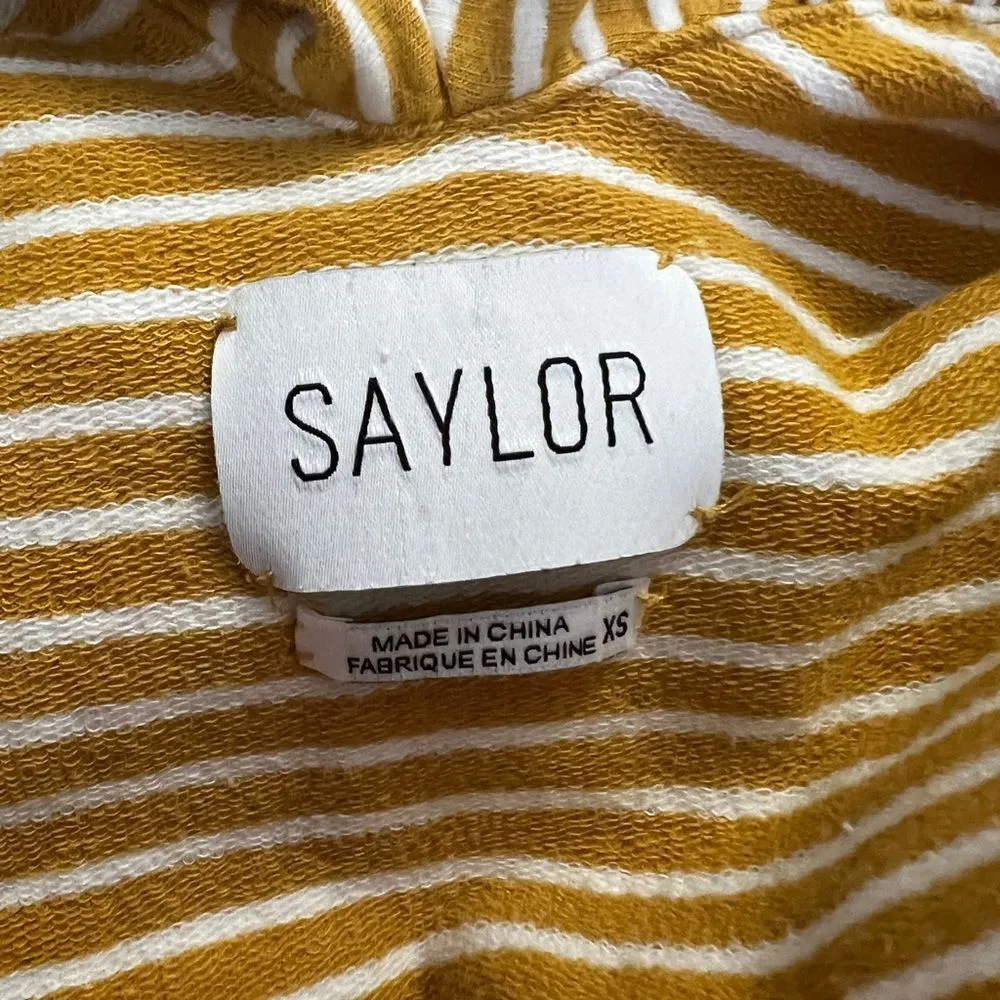 SAYLOR
MADE IN CHINA
FABRIQUE EN CHINE
XS